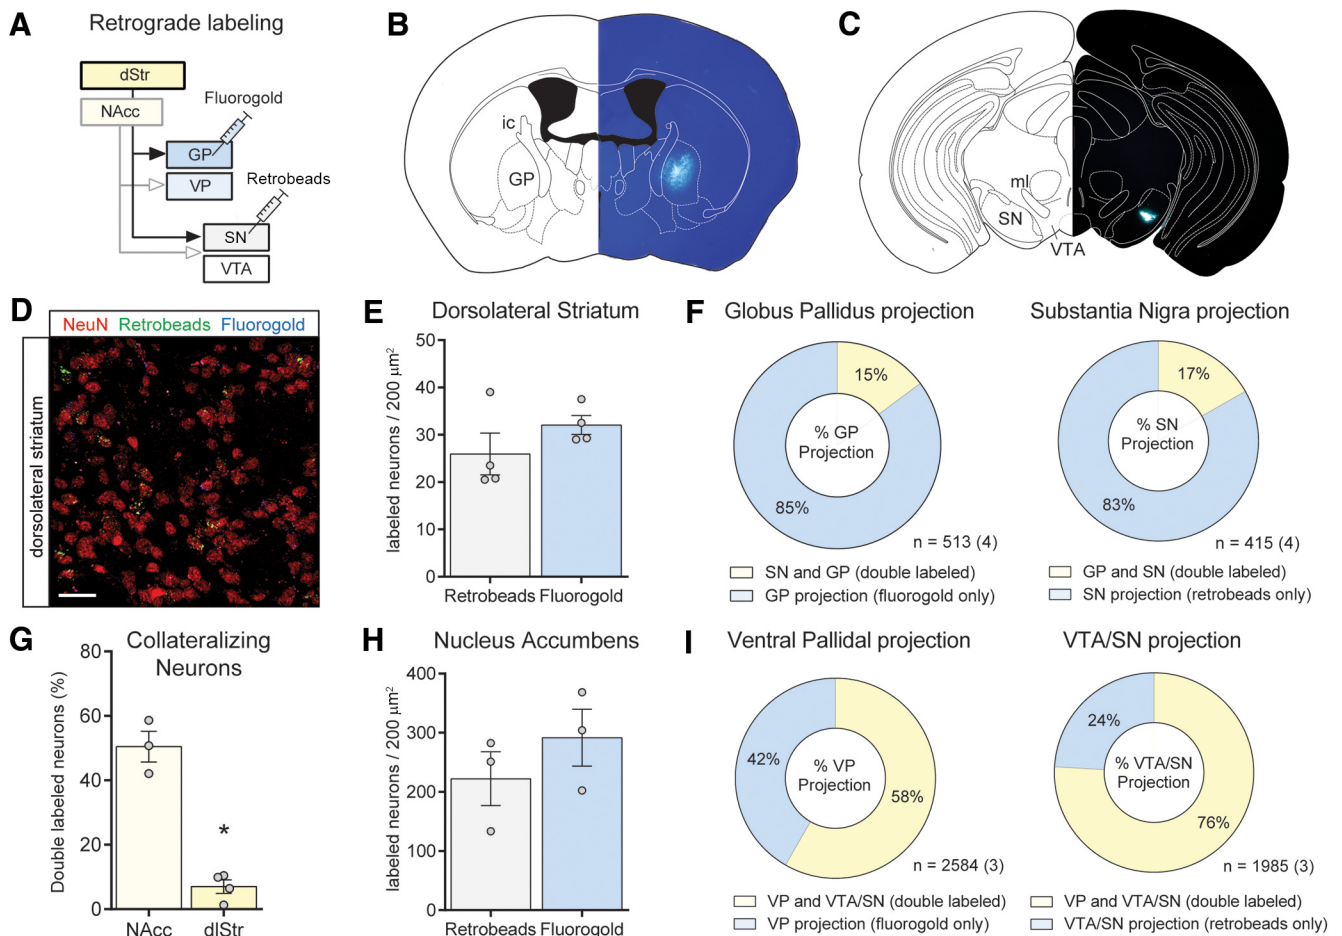 A
Retrograde labeling
dStr
NAcc
Fluorogold
GP
VP
Retrobeads
SN
VTA
B
ic
GP
C
ml
SN
VTA
D
NeuN Retrobeads Fluorogold
dorsolateral striatum
E
Dorsolateral Striatum
labeled neurons / 200 μm²
50
40
30
20
10
0
Retrobeads Fluorogold
F
Globus Pallidus projection
15%
% GP
Projection
85%
n = 513 (4)
SN and GP (double labeled)
GP projection (fluorogold only)
Substantia Nigra projection
17%
% SN
Projection
83%
n = 415 (4)
GP and SN (double labeled)
SN projection (retrobeads only)
G
Collateralizing
Neurons
Double labeled neurons (%)
80
60
40
20
0
*
NAcc dlStr
H
Nucleus Accumbens
labeled neurons / 200 μm²
400
300
200
100
0
Retrobeads Fluorogold
I
Ventral Pallidal projection
42%
% VP
Projection
58%
n = 2584 (3)
VP and VTA/SN (double labeled)
VP projection (fluorogold only)
VTA/SN projection
24%
% VTA/SN
Projection
76%
n = 1985 (3)
VP and VTA/SN (double labeled)
VTA/SN projection (retrobeads only)